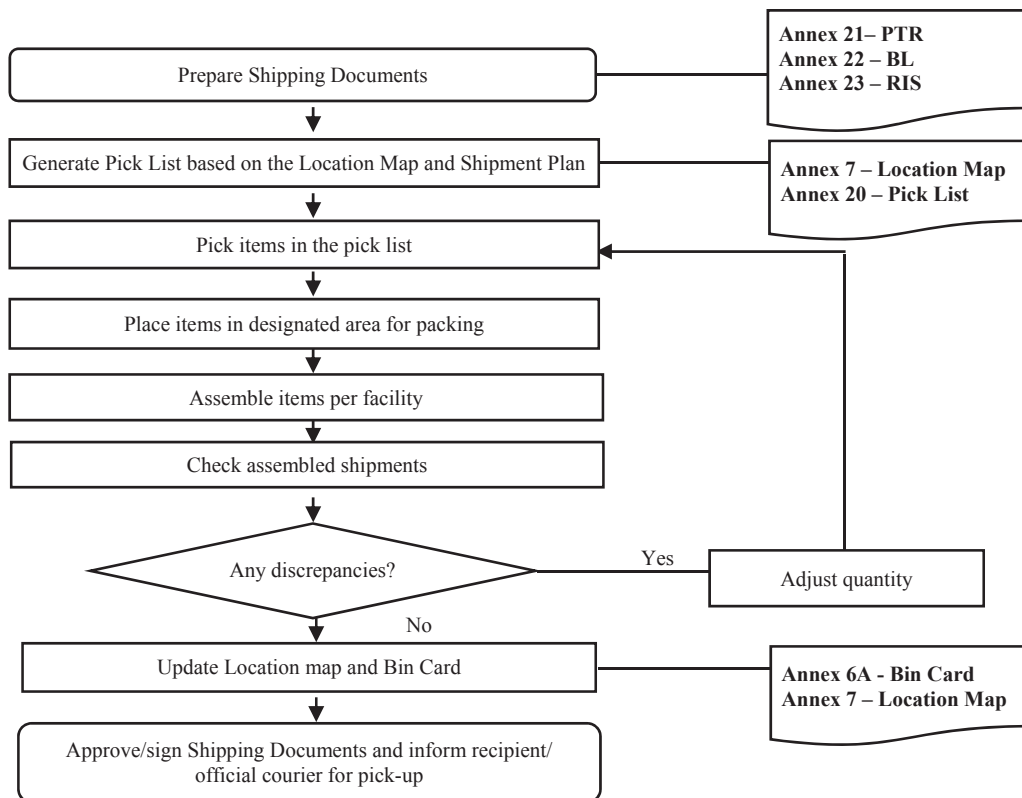 Prepare Shipping Documents
Annex 21– PTR
Annex 22 – BL
Annex 23 – RIS
Generate Pick List based on the Location Map and Shipment Plan
Annex 7 – Location Map
Annex 20 – Pick List
Pick items in the pick list
Place items in designated area for packing
Assemble items per facility
Check assembled shipments
Any discrepancies?
Yes
Adjust quantity
No
Update Location map and Bin Card
Annex 6A - Bin Card
Annex 7 – Location Map
Approve/sign Shipping Documents and inform recipient/
official courier for pick-up